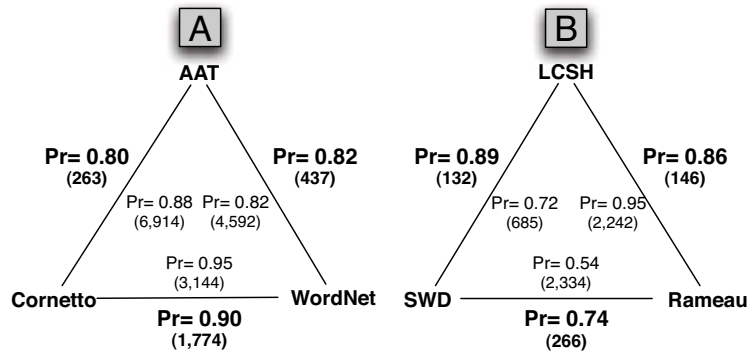 A
AAT
Pr= 0.80
(263)
Pr= 0.82
(437)
Pr= 0.88
(6,914)
Pr= 0.82
(4,592)
Pr= 0.95
(3,144)
Cornetto
WordNet
Pr= 0.90
(1,774)
B
LCSH
Pr= 0.89
(132)
Pr= 0.86
(146)
Pr= 0.72
(685)
Pr= 0.95
(2,242)
Pr= 0.54
(2,334)
SWD
Rameau
Pr= 0.74
(266)